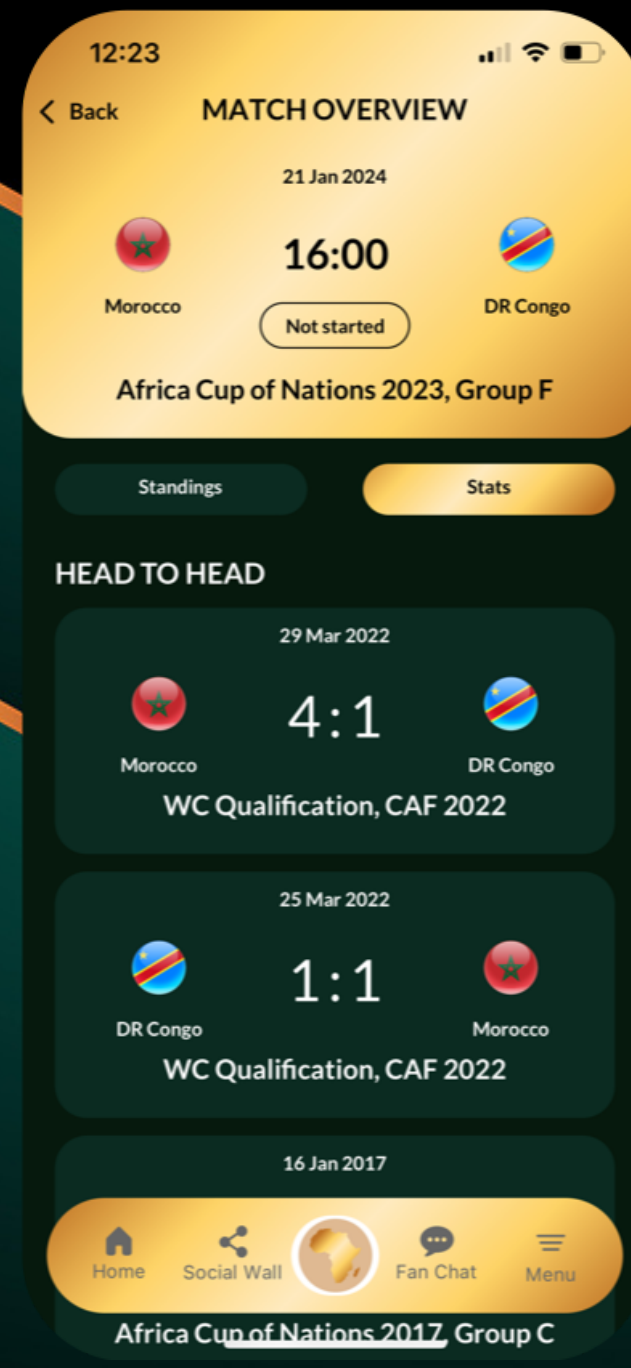 12:23
Back
MATCH OVERVIEW
21 Jan 2024
16:00
Morocco
DR Congo
Not started
Africa Cup of Nations 2023, Group F
Standings
Stats
HEAD TO HEAD
29 Mar 2022
4:1
Morocco
DR Congo
WC Qualification, CAF 2022
25 Mar 2022
1:1
DR Congo
Morocco
WC Qualification, CAF 2022
16 Jan 2017
Home
Social Wall
Fan Chat
Menu
Africa Cup of Nations 2017, Group C